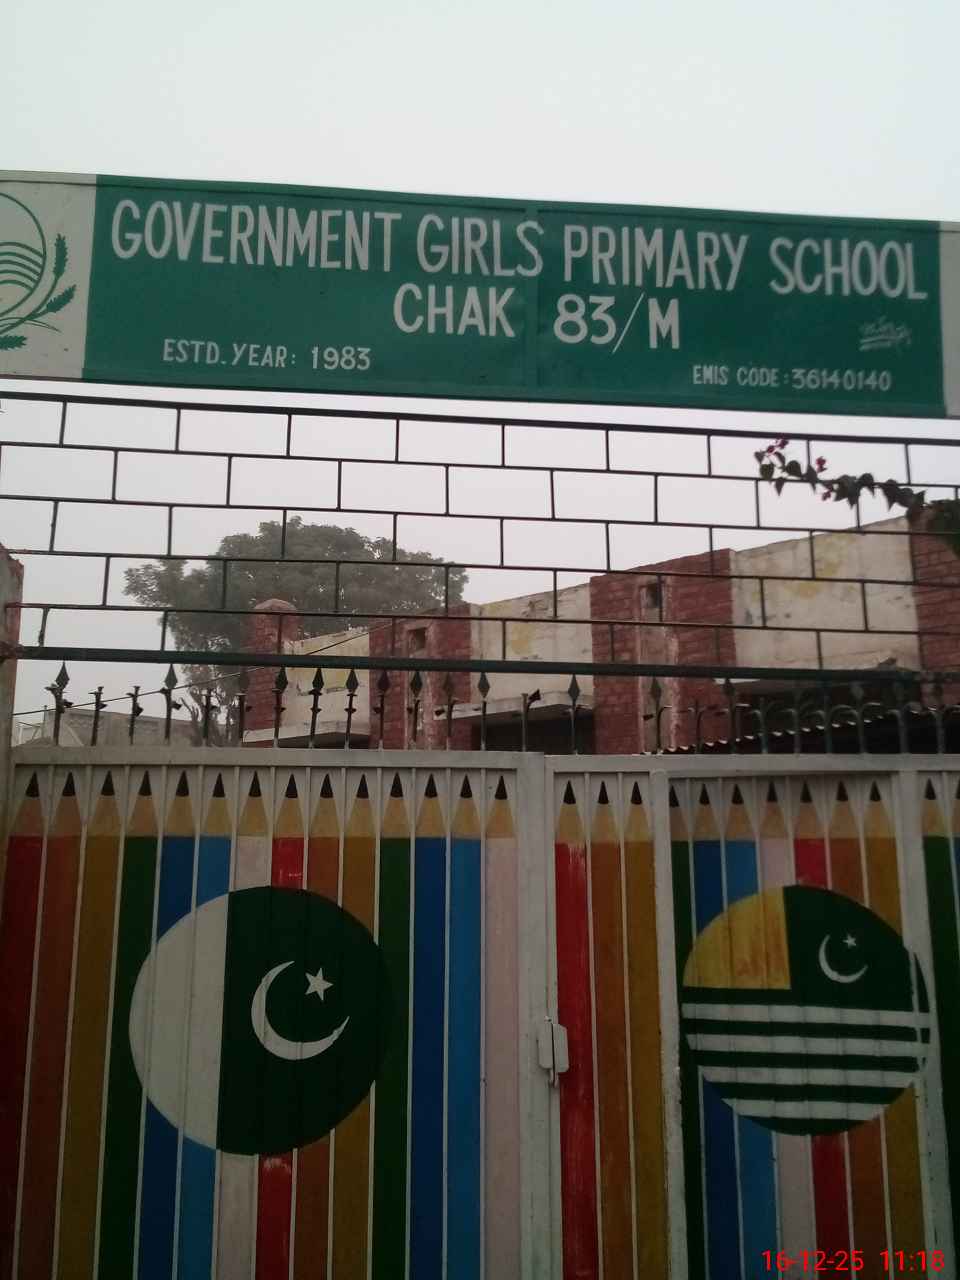 GOVERNMENT GIRLS PRIMARY SCHOOL
CHAK 83/M
ESTD. YEAR: 1983
EMIS CODE:36140140
16-12-25 11:18